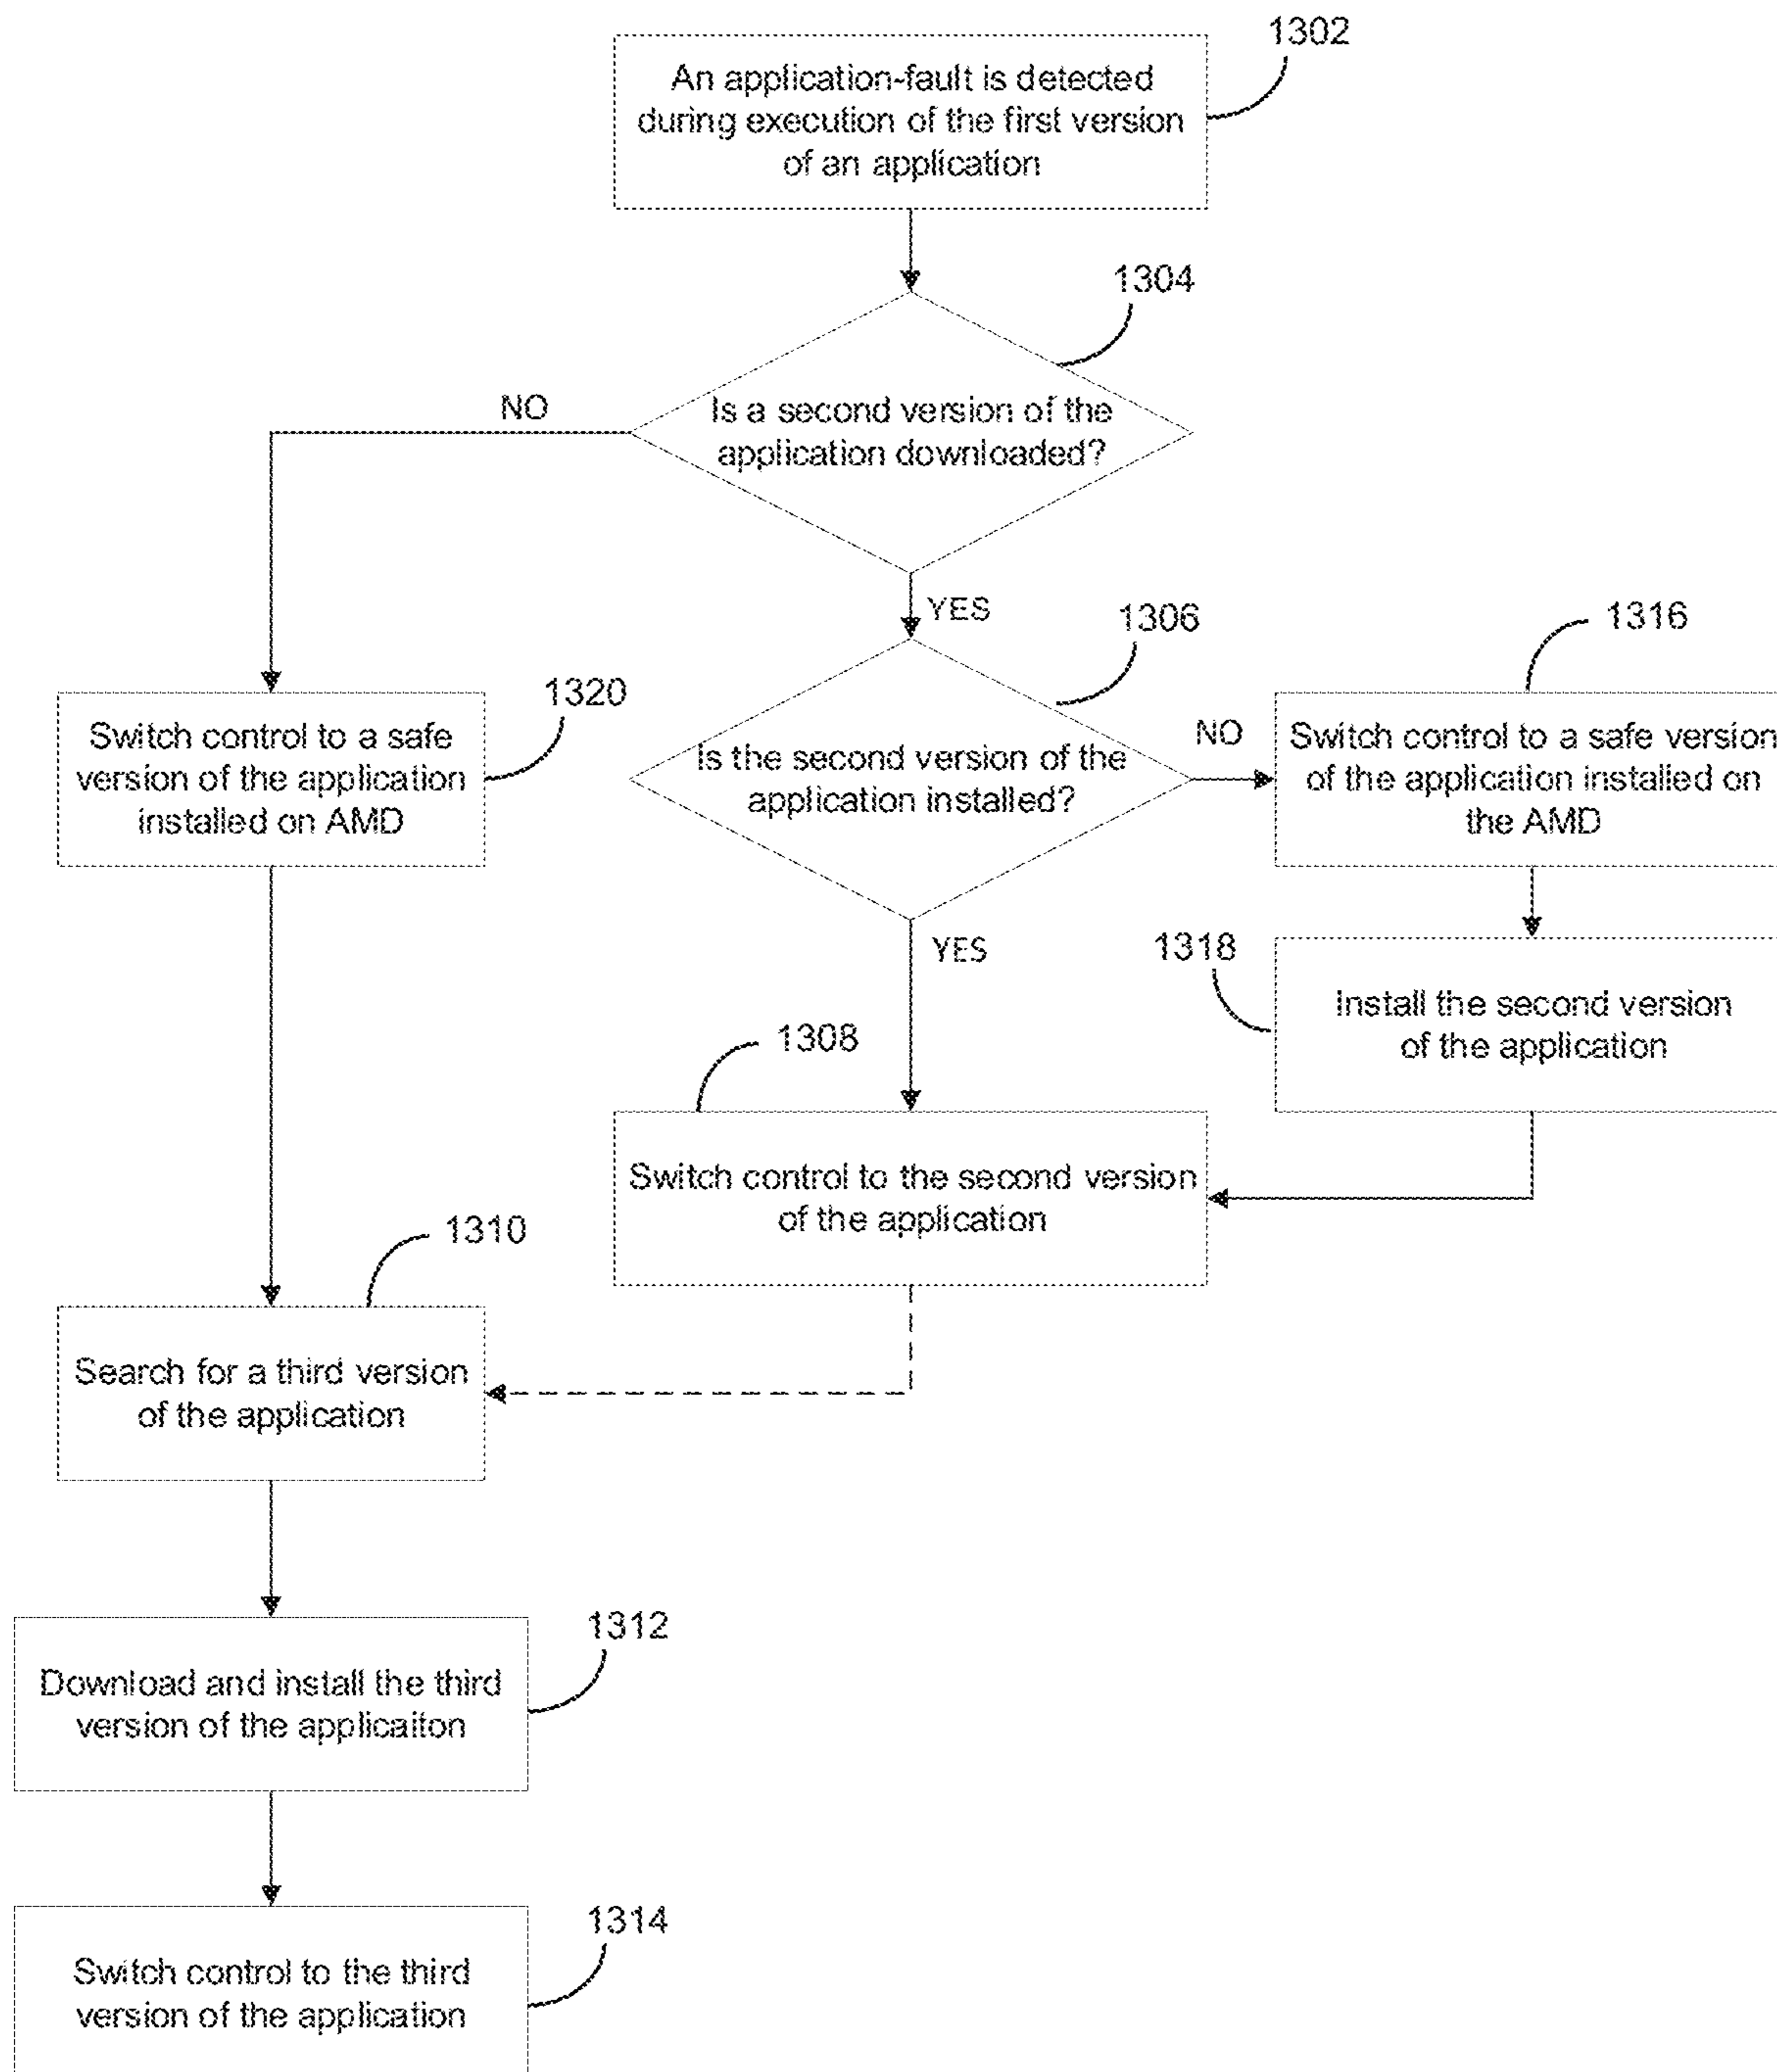 1302
An application-fault is detected
during execution of the first version
of an application
1304
Is a second version of the
application downloaded?
NO
YES
1306
1316
Is the second version of the
application installed?
NO
Switch control to a safe version
of the application installed on
the AMD
1320
Switch control to a safe
version of the application
installed on AMD
YES
1318
Install the second version
of the application
1308
Switch control to the second version
of the application
1310
Search for a third version
of the application
1312
Download and install the third
version of the applicaiton
1314
Switch control to the third
version of the application